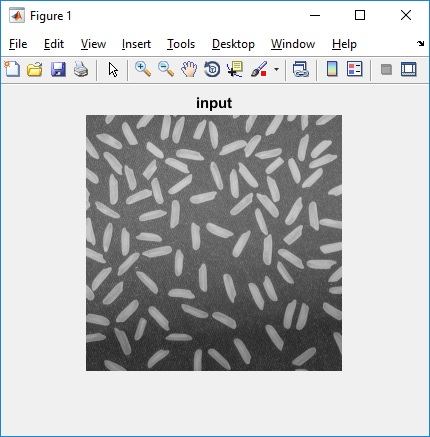 Figure 1
File Edit View Insert Tools Desktop Window Help
input